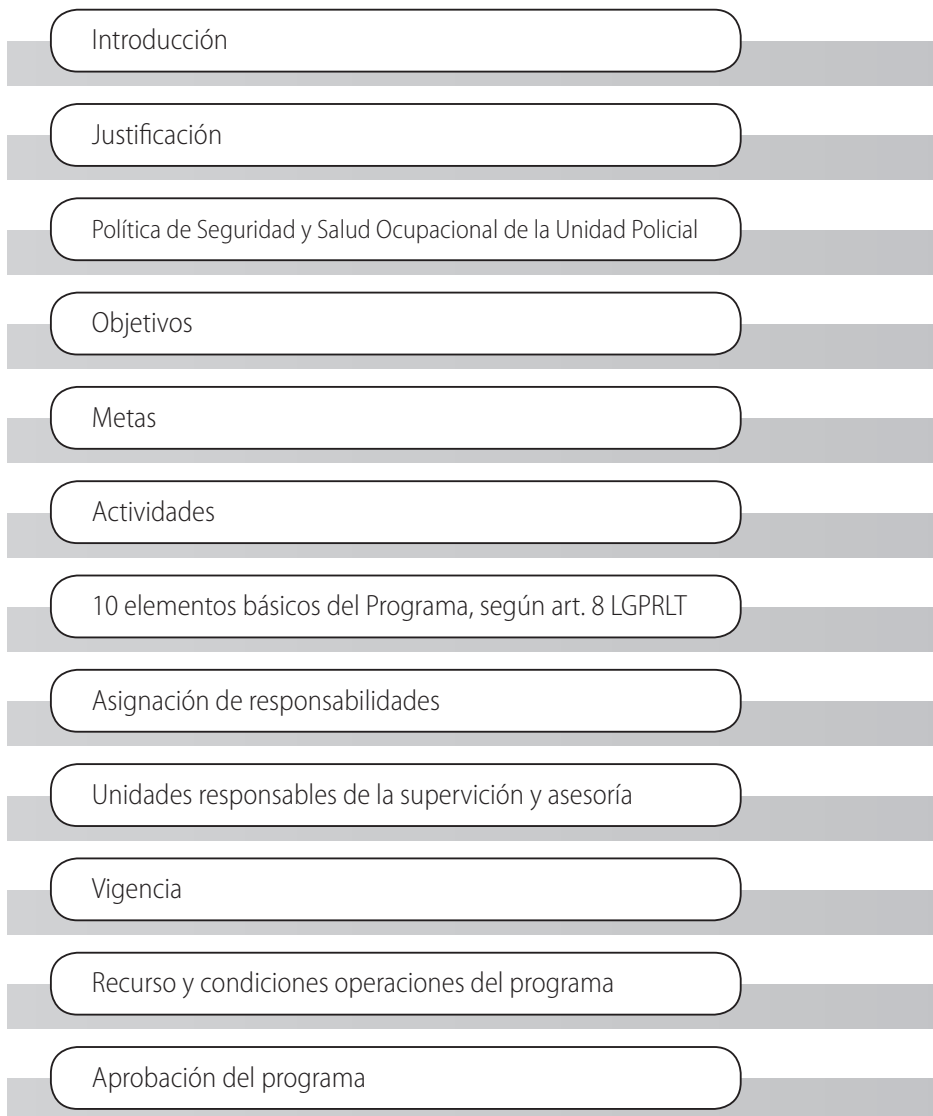 Introducción
Justificación
Política de Seguridad y Salud Ocupacional de la Unidad Policial
Objetivos
Metas
Actividades
10 elementos básicos del Programa, según art. 8 LGPRLT
Asignación de responsabilidades
Unidades responsables de la supervición y asesoría
Vigencia
Recurso y condiciones operaciones del programa
Aprobación del programa